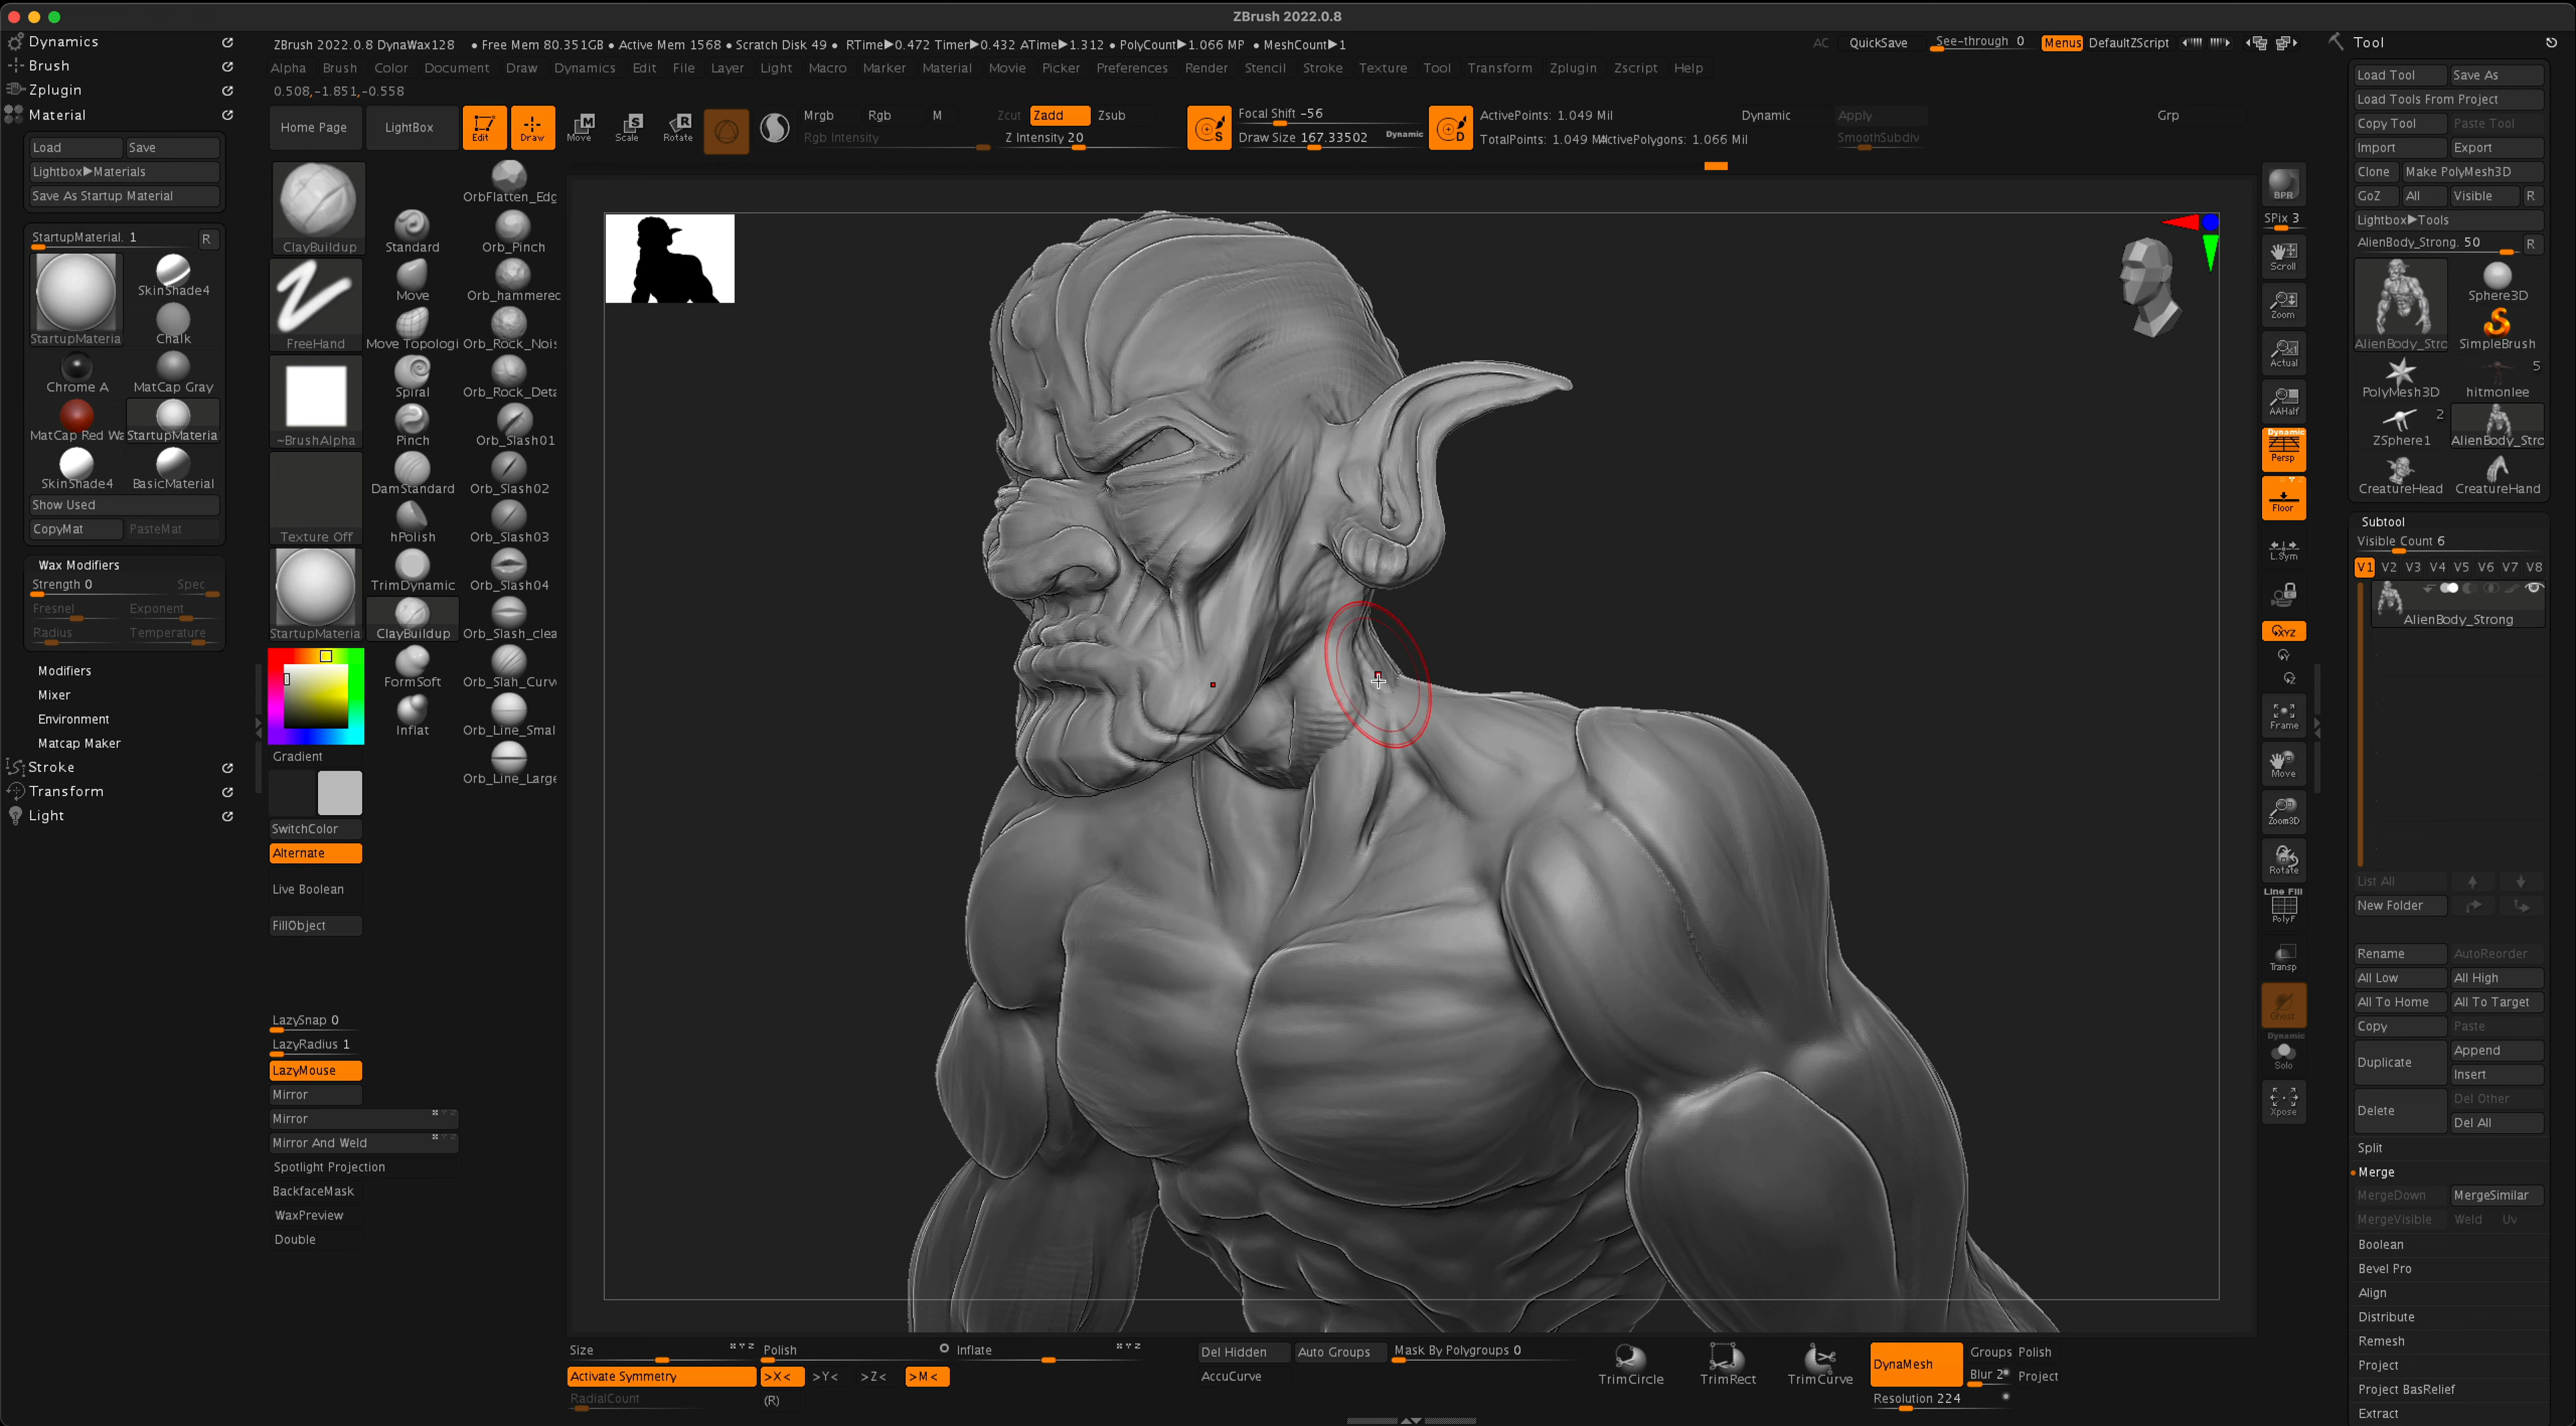 ZBrush 2022.0.8
Dynamics
Brush
Zplugin
Material
Load Save
Lightbox▶Materials
Save As Startup Material
StartupMaterial. 1 R
StartupMateria SkinShade4
Chalk
Chrome A MatCap Gray
MatCap Red Wa StartupMateria
SkinShade4 BasicMaterial
Show Used
CopyMat PasteMat
Wax Modifiers
Strength 0 Spec
Fresnel Exponent
Radius Temperature
Modifiers
Mixer
Environment
Matcap Maker
Stroke
Transform
Light
ZBrush 2022.0.8 DynaWax128 • Free Mem 80.351GB • Active Mem 1568 • Scratch Disk 49 • RTime▶0.472 Timer▶0.432 ATime▶1.312 • PolyCount▶1.066 MP • MeshCount▶1
AC QuickSave See-through 0 Menus DefaultZScript
Alpha Brush Color Document Draw Dynamics Edit File Layer Light Macro Marker Material Movie Picker Preferences Render Stencil Stroke Texture Tool Transform Zplugin Zscript Help
0.508,-1.851,-0.558
Home Page LightBox Edit Draw Move Scale Rotate
Mrgb Rgb M Zcut Zadd Zsub
Rgb Intensity Z Intensity 20
Focal Shift -56
Draw Size 167.33502 Dynamic
ActivePoints: 1.049 Mil Dynamic Apply Grp
TotalPoints: 1.049 M ActivePolygons: 1.066 Mil SmoothSubdiv
ClayBuildup
FreeHand
~BrushAlpha
Texture Off
StartupMateria
Gradient
SwitchColor
Alternate
Live Boolean
FillObject
LazySnap 0
LazyRadius 1
LazyMouse
Mirror
Mirror
Mirror And Weld
Spotlight Projection
BackfaceMask
WaxPreview
Double
OrbFlatten_Edg
Standard Orb_Pinch
Move Orb_hammered
Move Topologi Orb_Rock_Nois
Spiral Orb_Rock_Deta
Pinch Orb_Slash01
DamStandard Orb_Slash02
hPolish Orb_Slash03
TrimDynamic Orb_Slash04
ClayBuildup Orb_Slash_clea
FormSoft Orb_Slah_Curv
Inflat Orb_Line_Smal
Orb_Line_Large
BPR
SPix 3
Scroll
Zoom
Actual
AAHalf
Dynamic
Persp
Floor
L.Sym
XYZ
Y
Z
Frame
Move
Zoom3D
Rotate
Line Fill
PolyF
Transp
Ghost
Dynamic
Solo
Xpose
Size Polish Inflate
Activate Symmetry >X< >Y< >Z< >M<
RadialCount (R)
Del Hidden Auto Groups Mask By Polygroups 0
AccuCurve
TrimCircle TrimRect TrimCurve
DynaMesh Groups Polish
Blur 2 Project
Resolution 224
Tool
Load Tool Save As
Load Tools From Project
Copy Tool Paste Tool
Import Export
Clone Make PolyMesh3D
GoZ All Visible R
Lightbox▶Tools
AlienBody_Strong. 50 R
AlienBody_Stro Sphere3D
SimpleBrush
PolyMesh3D 5 hitmonlee
ZSphere1 2 AlienBody_Stro
CreatureHead CreatureHand
Subtool
Visible Count 6
V1 V2 V3 V4 V5 V6 V7 V8
AlienBody_Strong
List All
New Folder
Rename AutoReorder
All Low All High
All To Home All To Target
Copy Paste
Duplicate Append
Insert
Delete Del Other
Del All
Split
Merge
MergeDown MergeSimilar
MergeVisible Weld Uv
Boolean
Bevel Pro
Align
Distribute
Remesh
Project
Project BasRelief
Extract